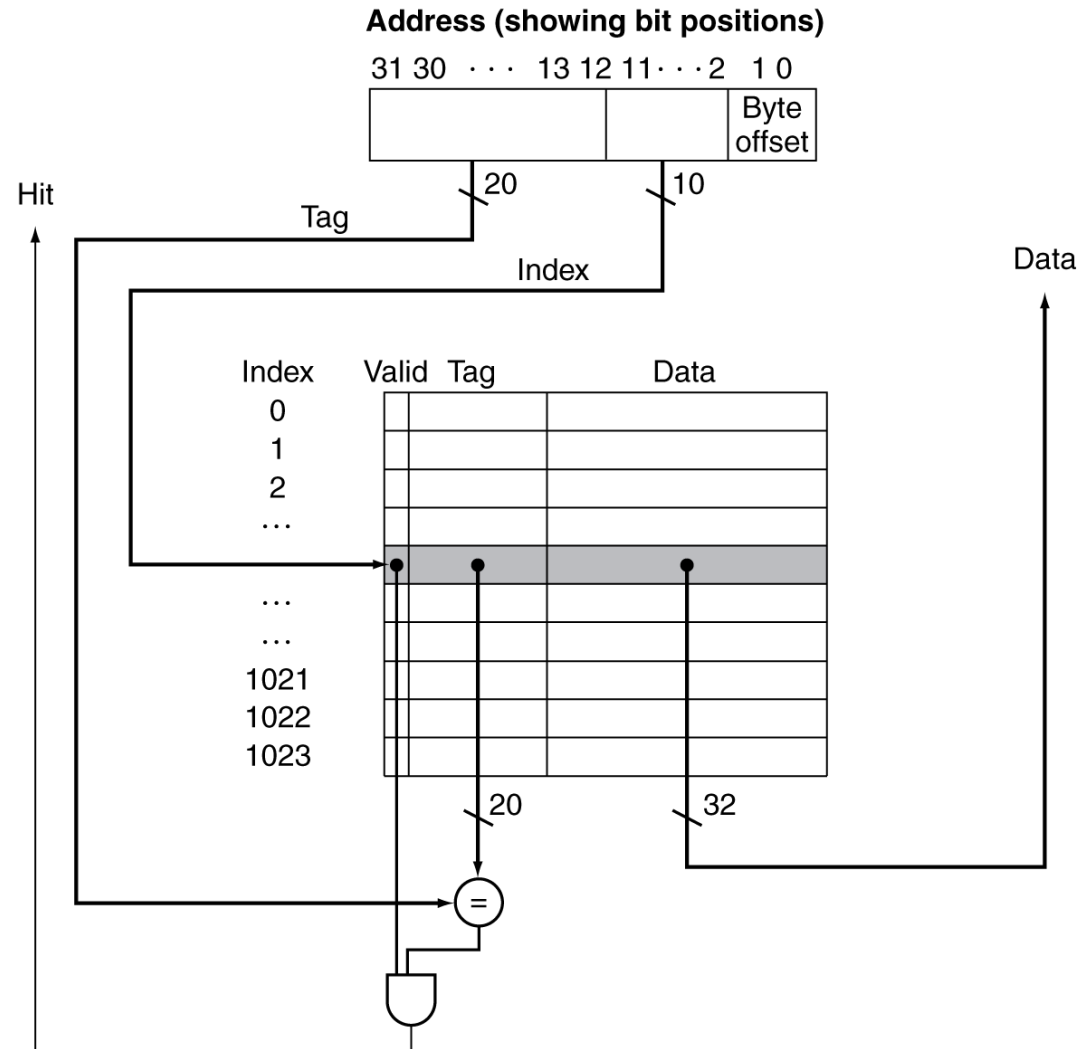 Address (showing bit positions)
31 30 · · · 13 12 11 · · · 2 1 0
Byte
offset
20
10
Hit
Tag
Index
Data
Index Valid Tag Data
0
1
2
...
...
...
1021
1022
1023
20
32
=